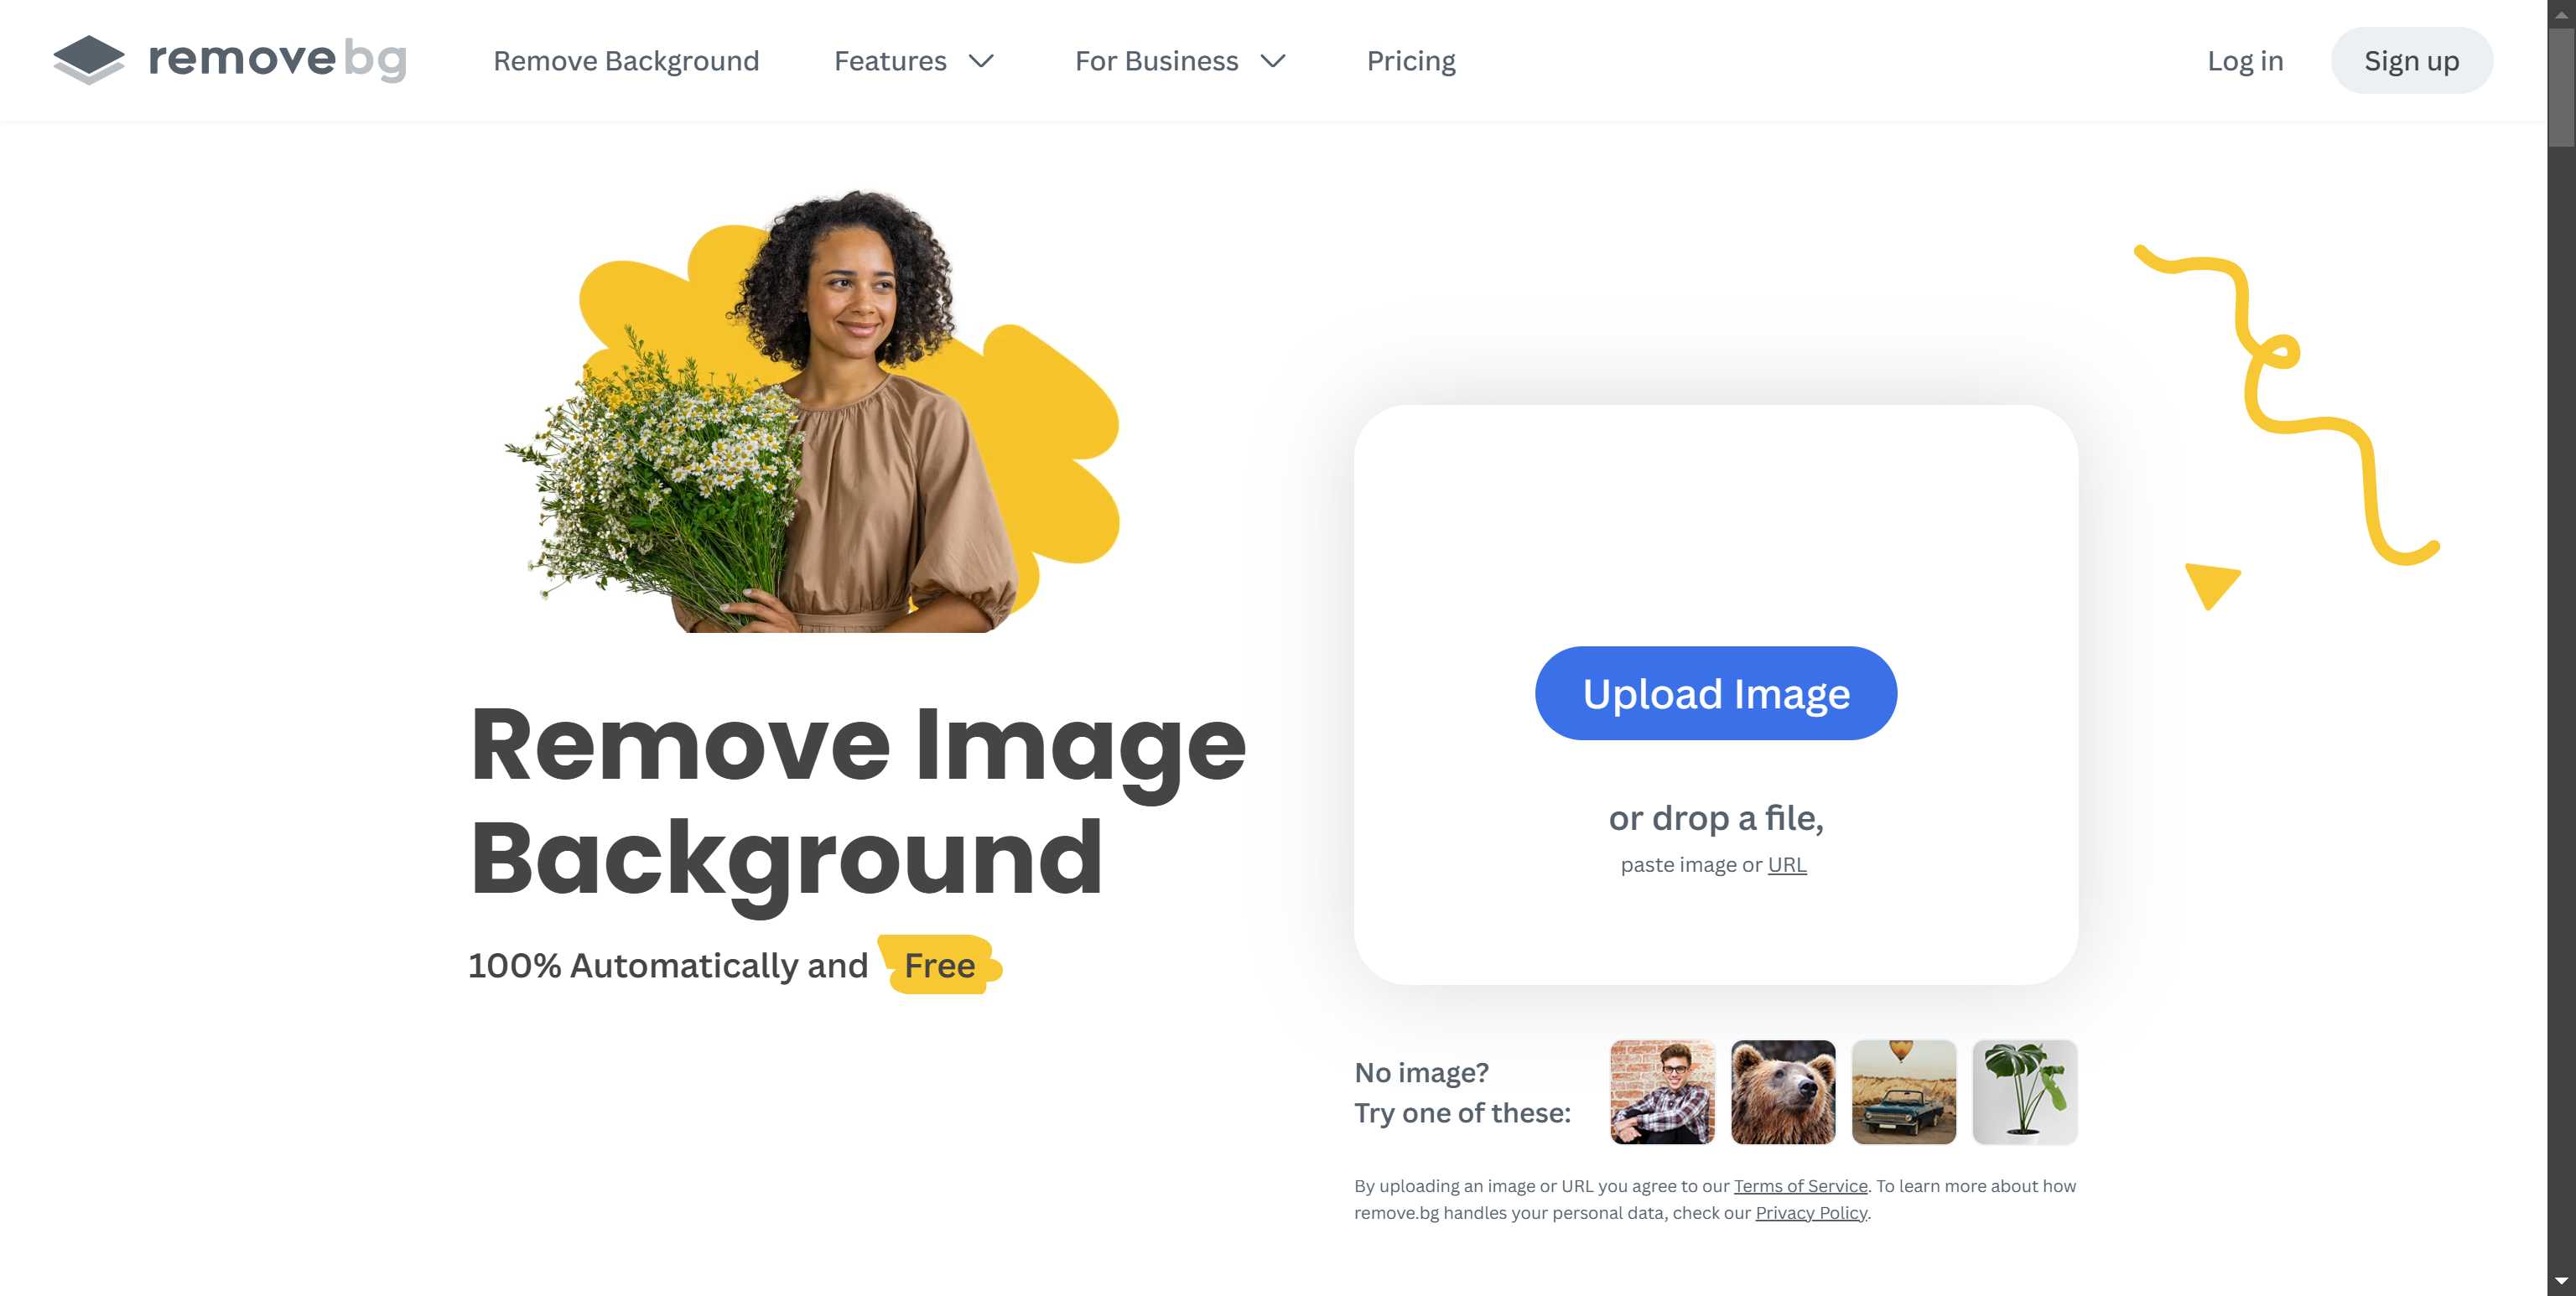 removebg
Remove Background
Features
For Business
Pricing
Log in
Sign up
Remove Image
Background
100% Automatically and Free
Upload Image
or drop a file,
paste image or URL
No image?
Try one of these:
By uploading an image or URL you agree to our Terms of Service. To learn more about how
remove.bg handles your personal data, check our Privacy Policy.